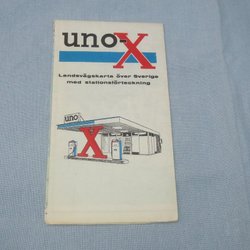 uno-X
Landsvägskarta över Sverige
med stationsförteckning
uno
X